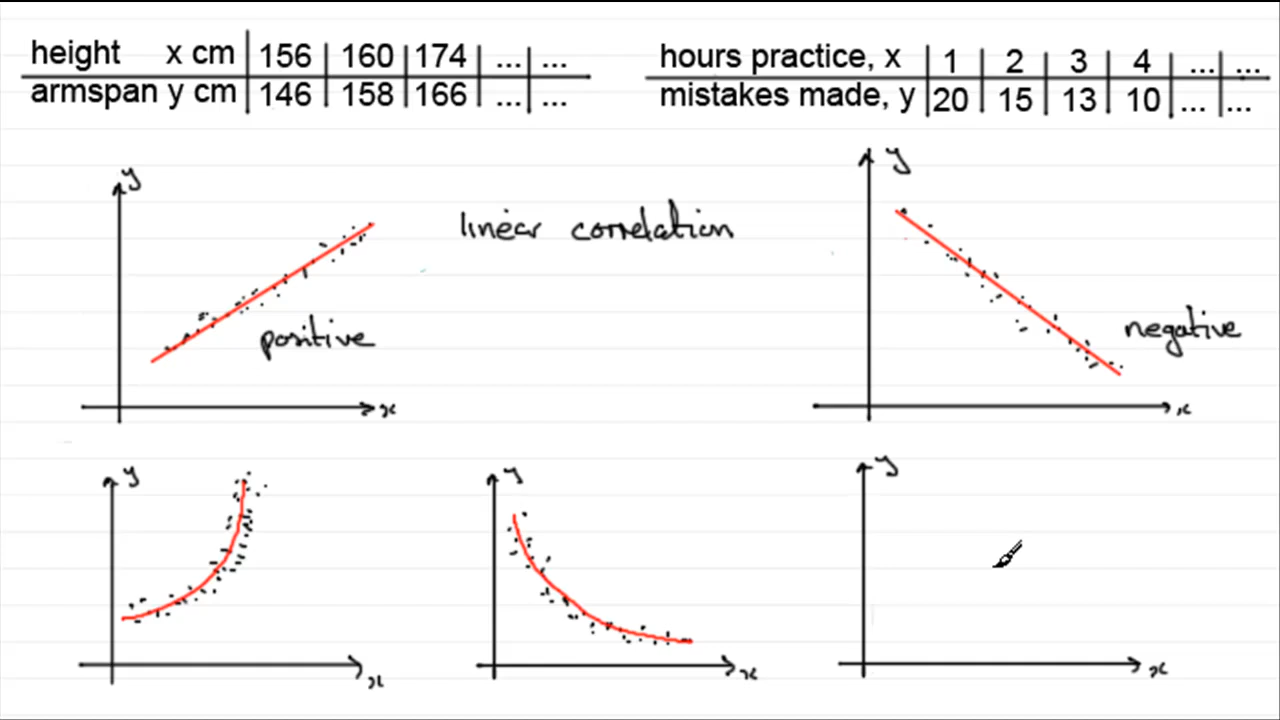 height x cm 156 160 174 ... ...
armspan y cm 146 158 166 ... ...
hours practice, x 1 2 3 4 ... ...
mistakes made, y 20 15 13 10 ... ...
y
linear correlation
positive
x
y
negative
x
y
x
y
x
y
x